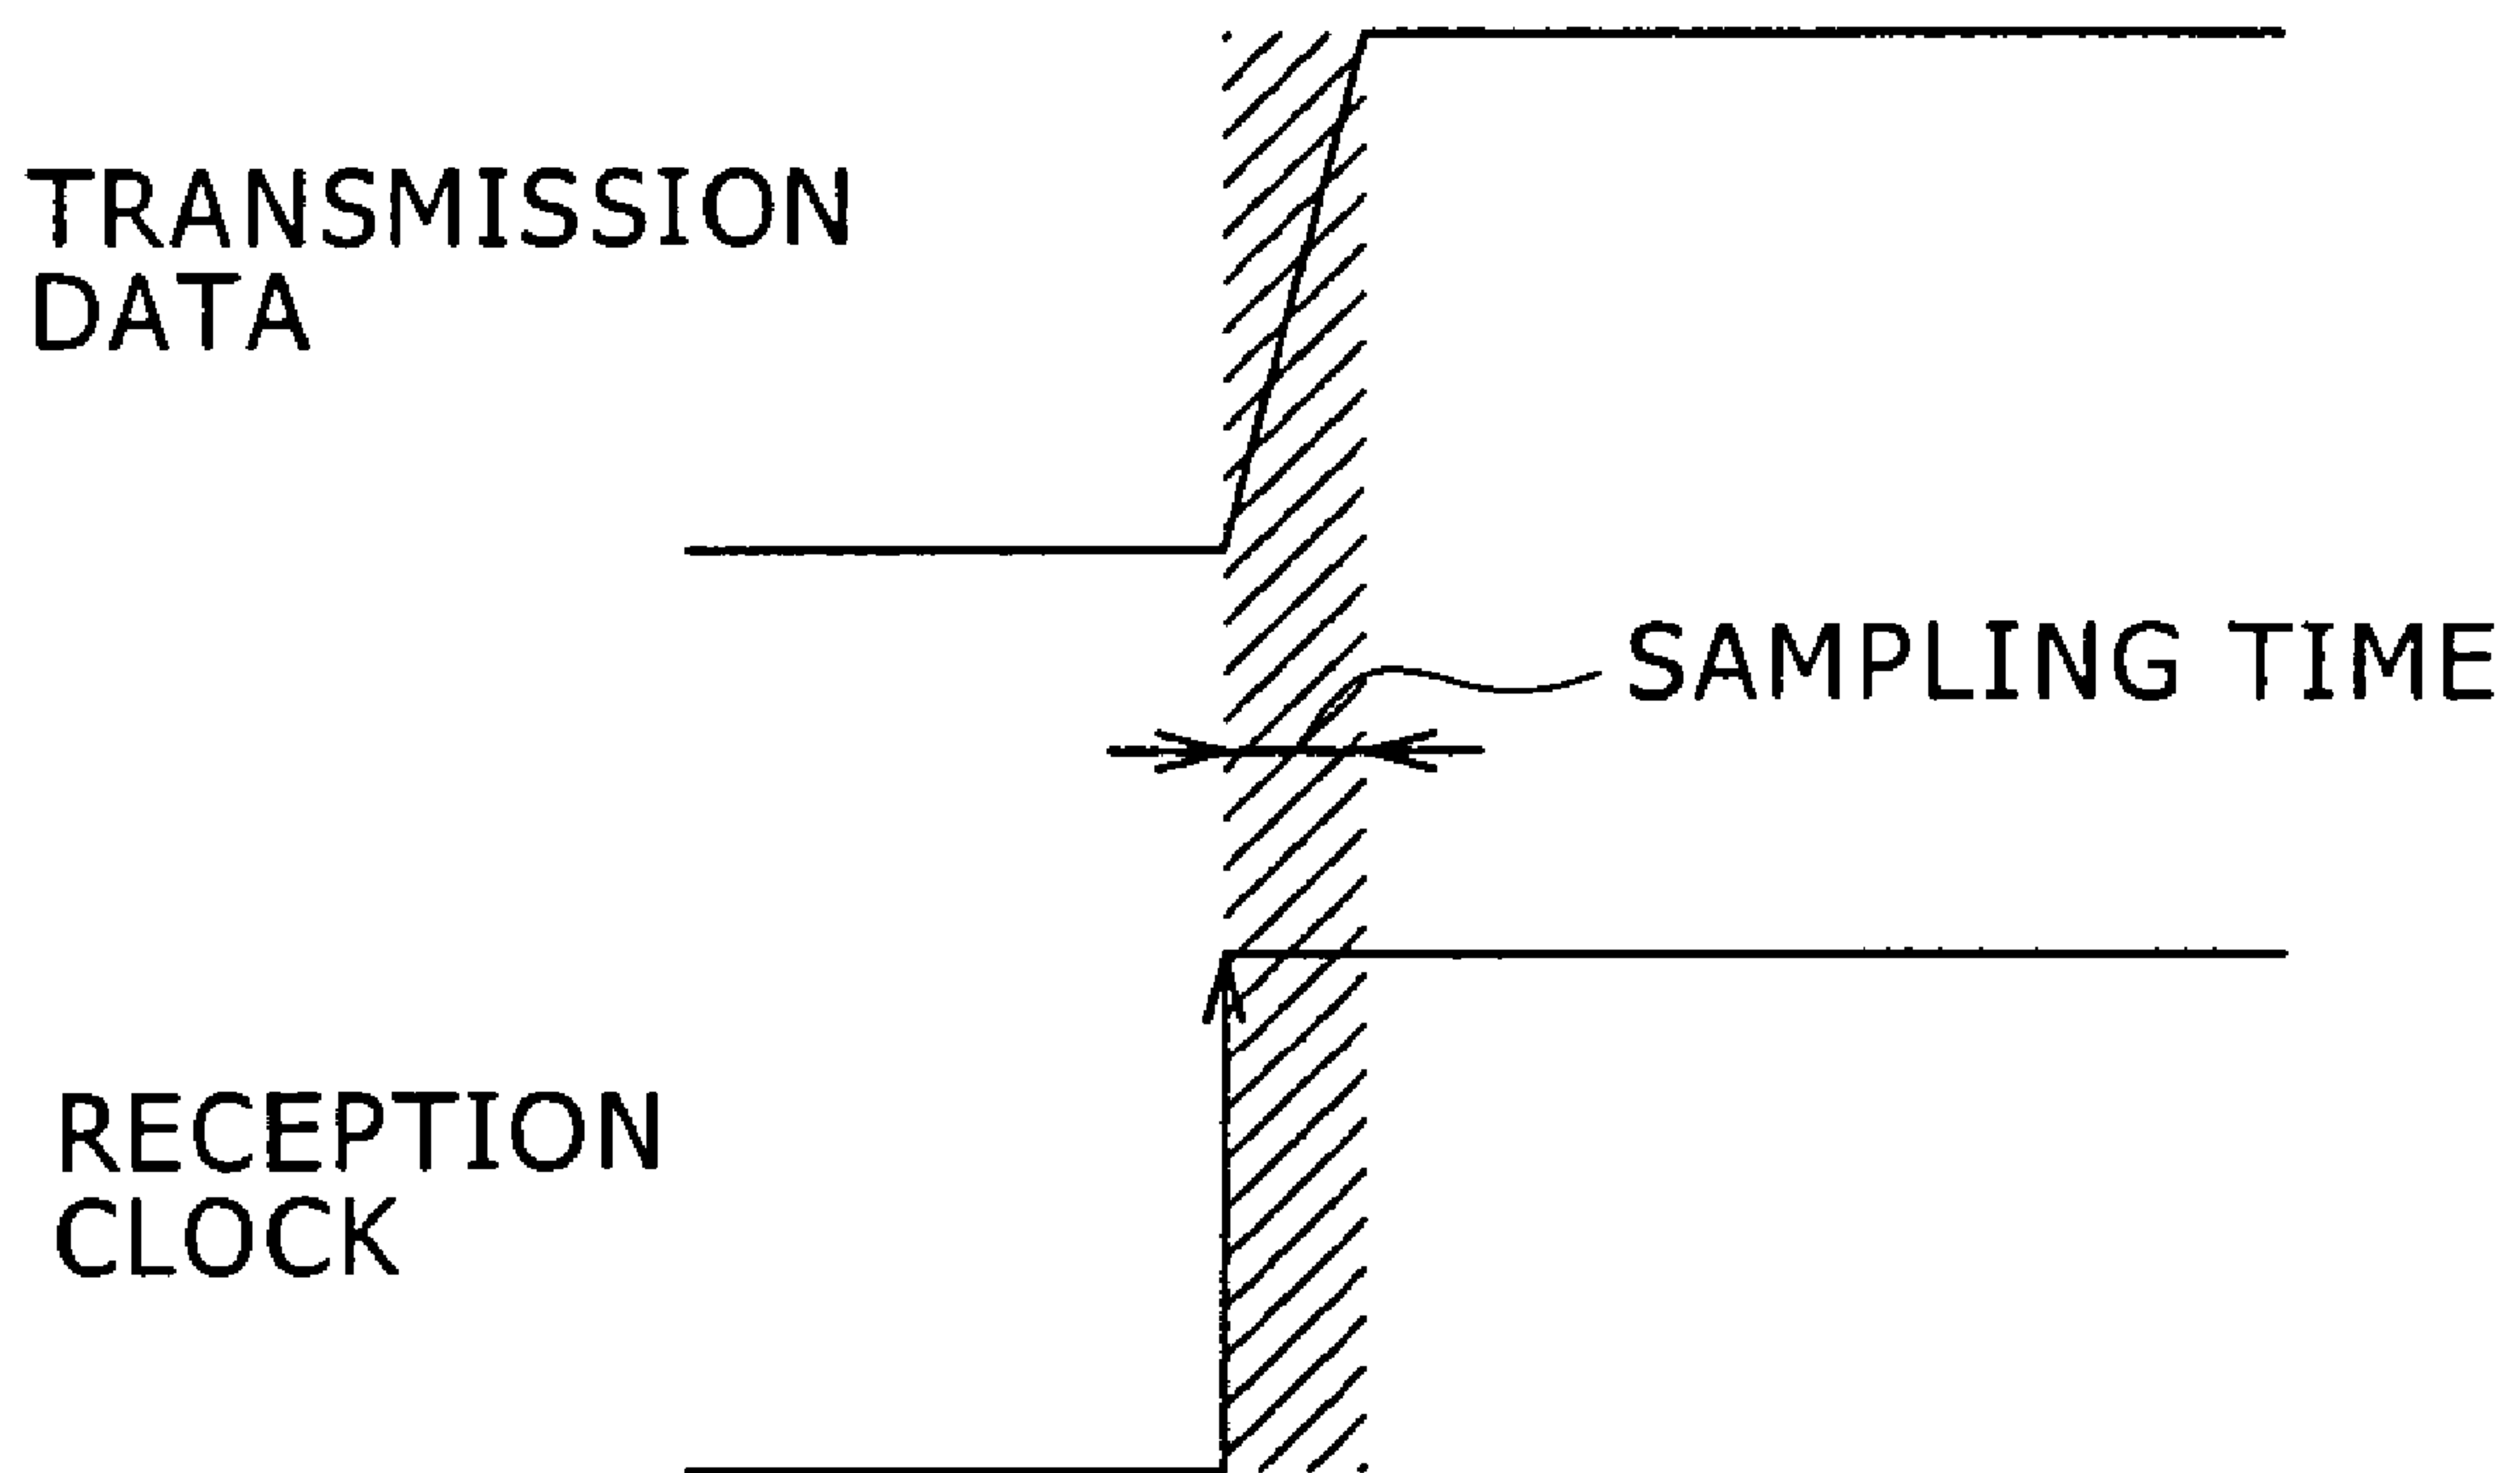 TRANSMISSION
DATA
SAMPLING TIME
RECEPTION
CLOCK